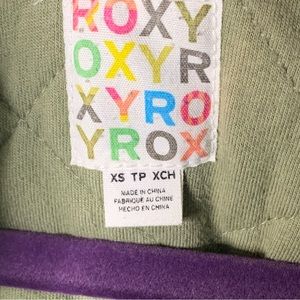 ROXY
OXYR
XYRO
YROX
XS TP XCH
MADE IN CHINA
FABRIQUÉ AU CHINE
HECHO EN CHINA